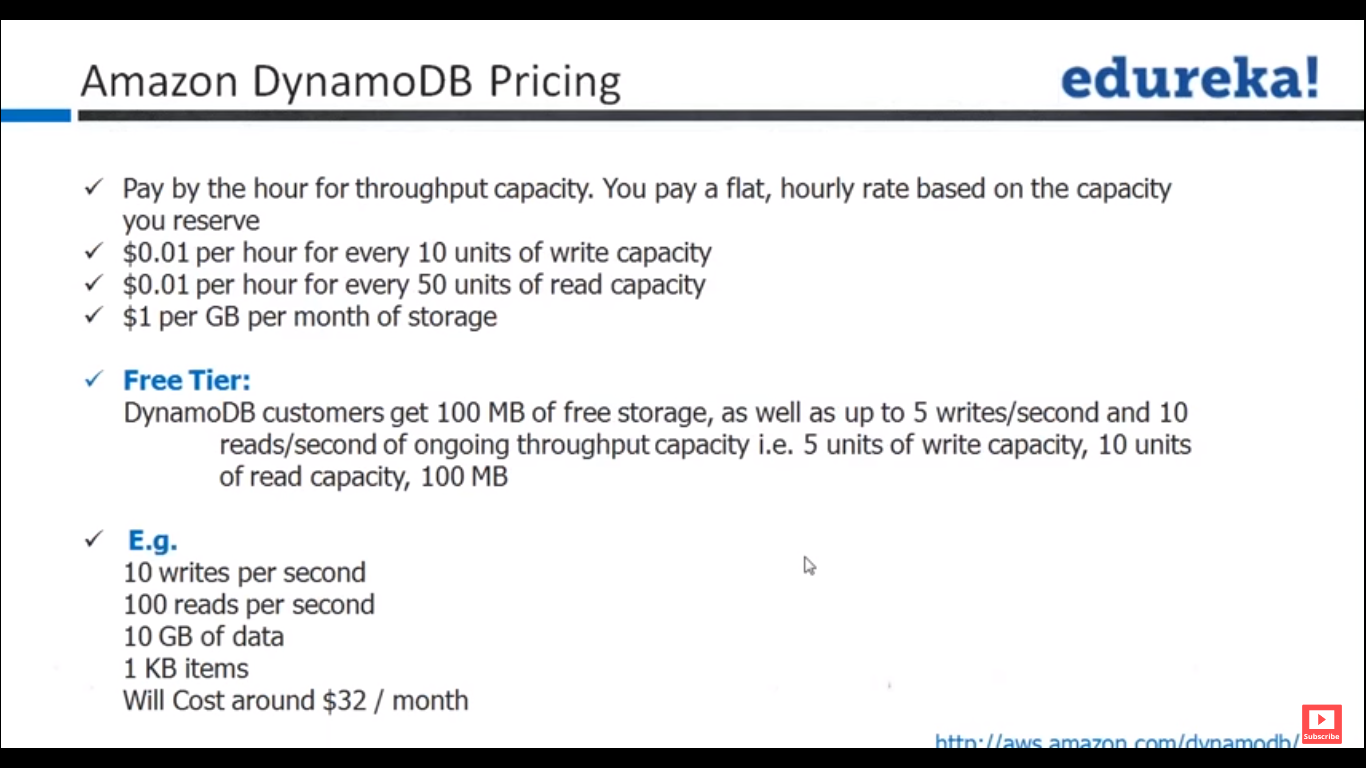 Amazon DynamoDB Pricing
edureka!
✓ Pay by the hour for throughput capacity. You pay a flat, hourly rate based on the capacity
you reserve
✓ $0.01 per hour for every 10 units of write capacity
✓ $0.01 per hour for every 50 units of read capacity
✓ $1 per GB per month of storage
✓ Free Tier:
DynamoDB customers get 100 MB of free storage, as well as up to 5 writes/second and 10
reads/second of ongoing throughput capacity i.e. 5 units of write capacity, 10 units
of read capacity, 100 MB
✓ E.g.
10 writes per second
100 reads per second
10 GB of data
1 KB items
Will Cost around $32 / month
http://aws.amazon.com/dynamodb/
Subscribe